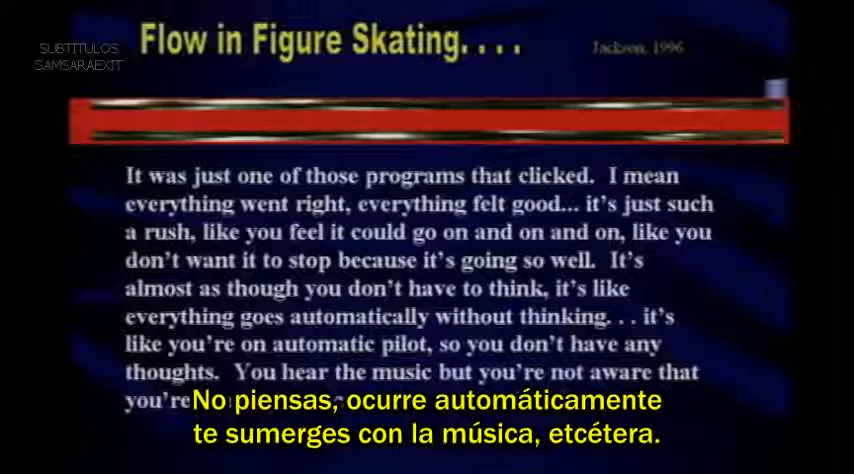 SUBTITULOS
SAMSARAEXIT
Flow in Figure Skating. . . .
Jackson, 1996
It was just one of those programs that clicked. I mean
everything went right, everything felt good... it's just such
a rush, like you feel it could go on and on and on, like you
don't want it to stop because it's going so well. It's
almost as though you don't have to think, it's like
everything goes automatically without thinking. . . it's
like you're on automatic pilot, so you don't have any
thoughts. You hear the music but you're not aware that
you're
No piensas, ocurre automáticamente
te sumerges con la música, etcétera.